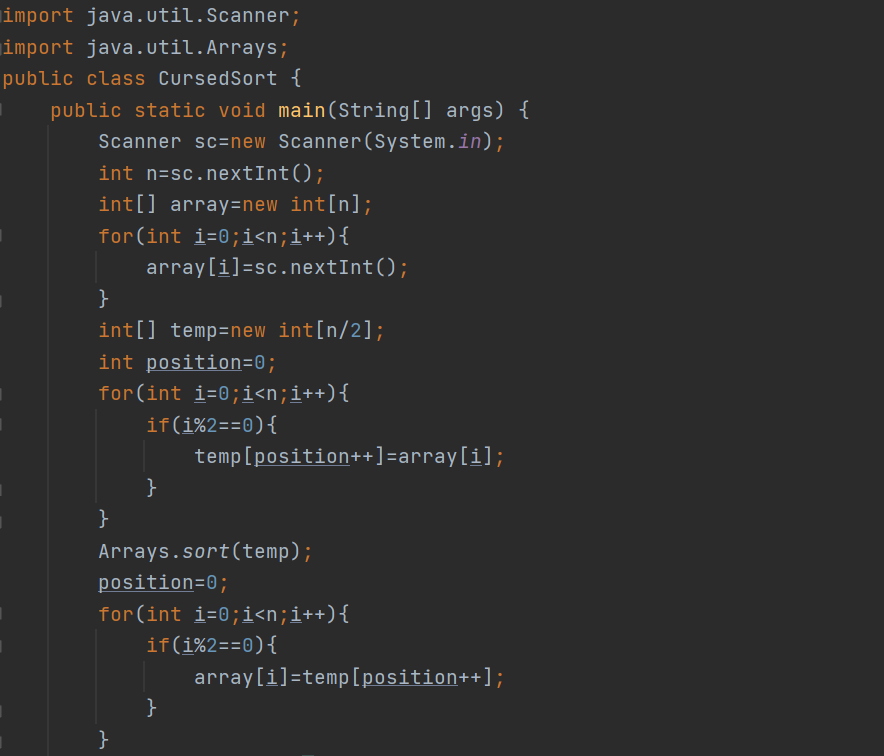 import java.util.Scanner;
import java.util.Arrays;
public class CursedSort {
    public static void main(String[] args) {
        Scanner sc=new Scanner(System.in);
        int n=sc.nextInt();
        int[] array=new int[n];
        for(int i=0;i<n;i++){
            array[i]=sc.nextInt();
        }
        int[] temp=new int[n/2];
        int position=0;
        for(int i=0;i<n;i++){
            if(i%2==0){
                temp[position++]=array[i];
            }
        }
        Arrays.sort(temp);
        position=0;
        for(int i=0;i<n;i++){
            if(i%2==0){
                array[i]=temp[position++];
            }
        }